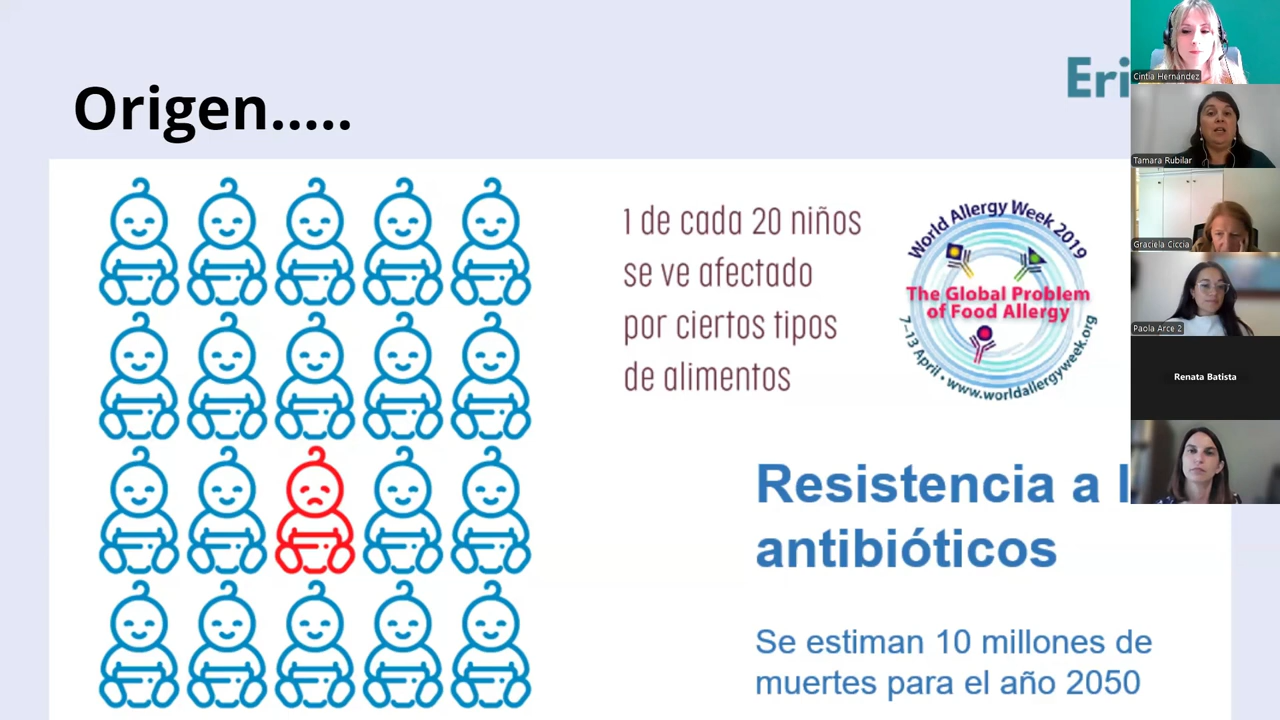 Origen.....
Eri
1 de cada 20 niños
se ve afectado
por ciertos tipos
de alimentos
World Allergy Week 2019
The Global Problem
of Food Allergy
7–13 April • www.worldallergyweek.org
Resistencia a l
antibióticos
Se estiman 10 millones de
muertes para el año 2050
Cintia Hernández
Tamara Rubilar
Graciela Ciccia
Paola Arce 2
Renata Batista